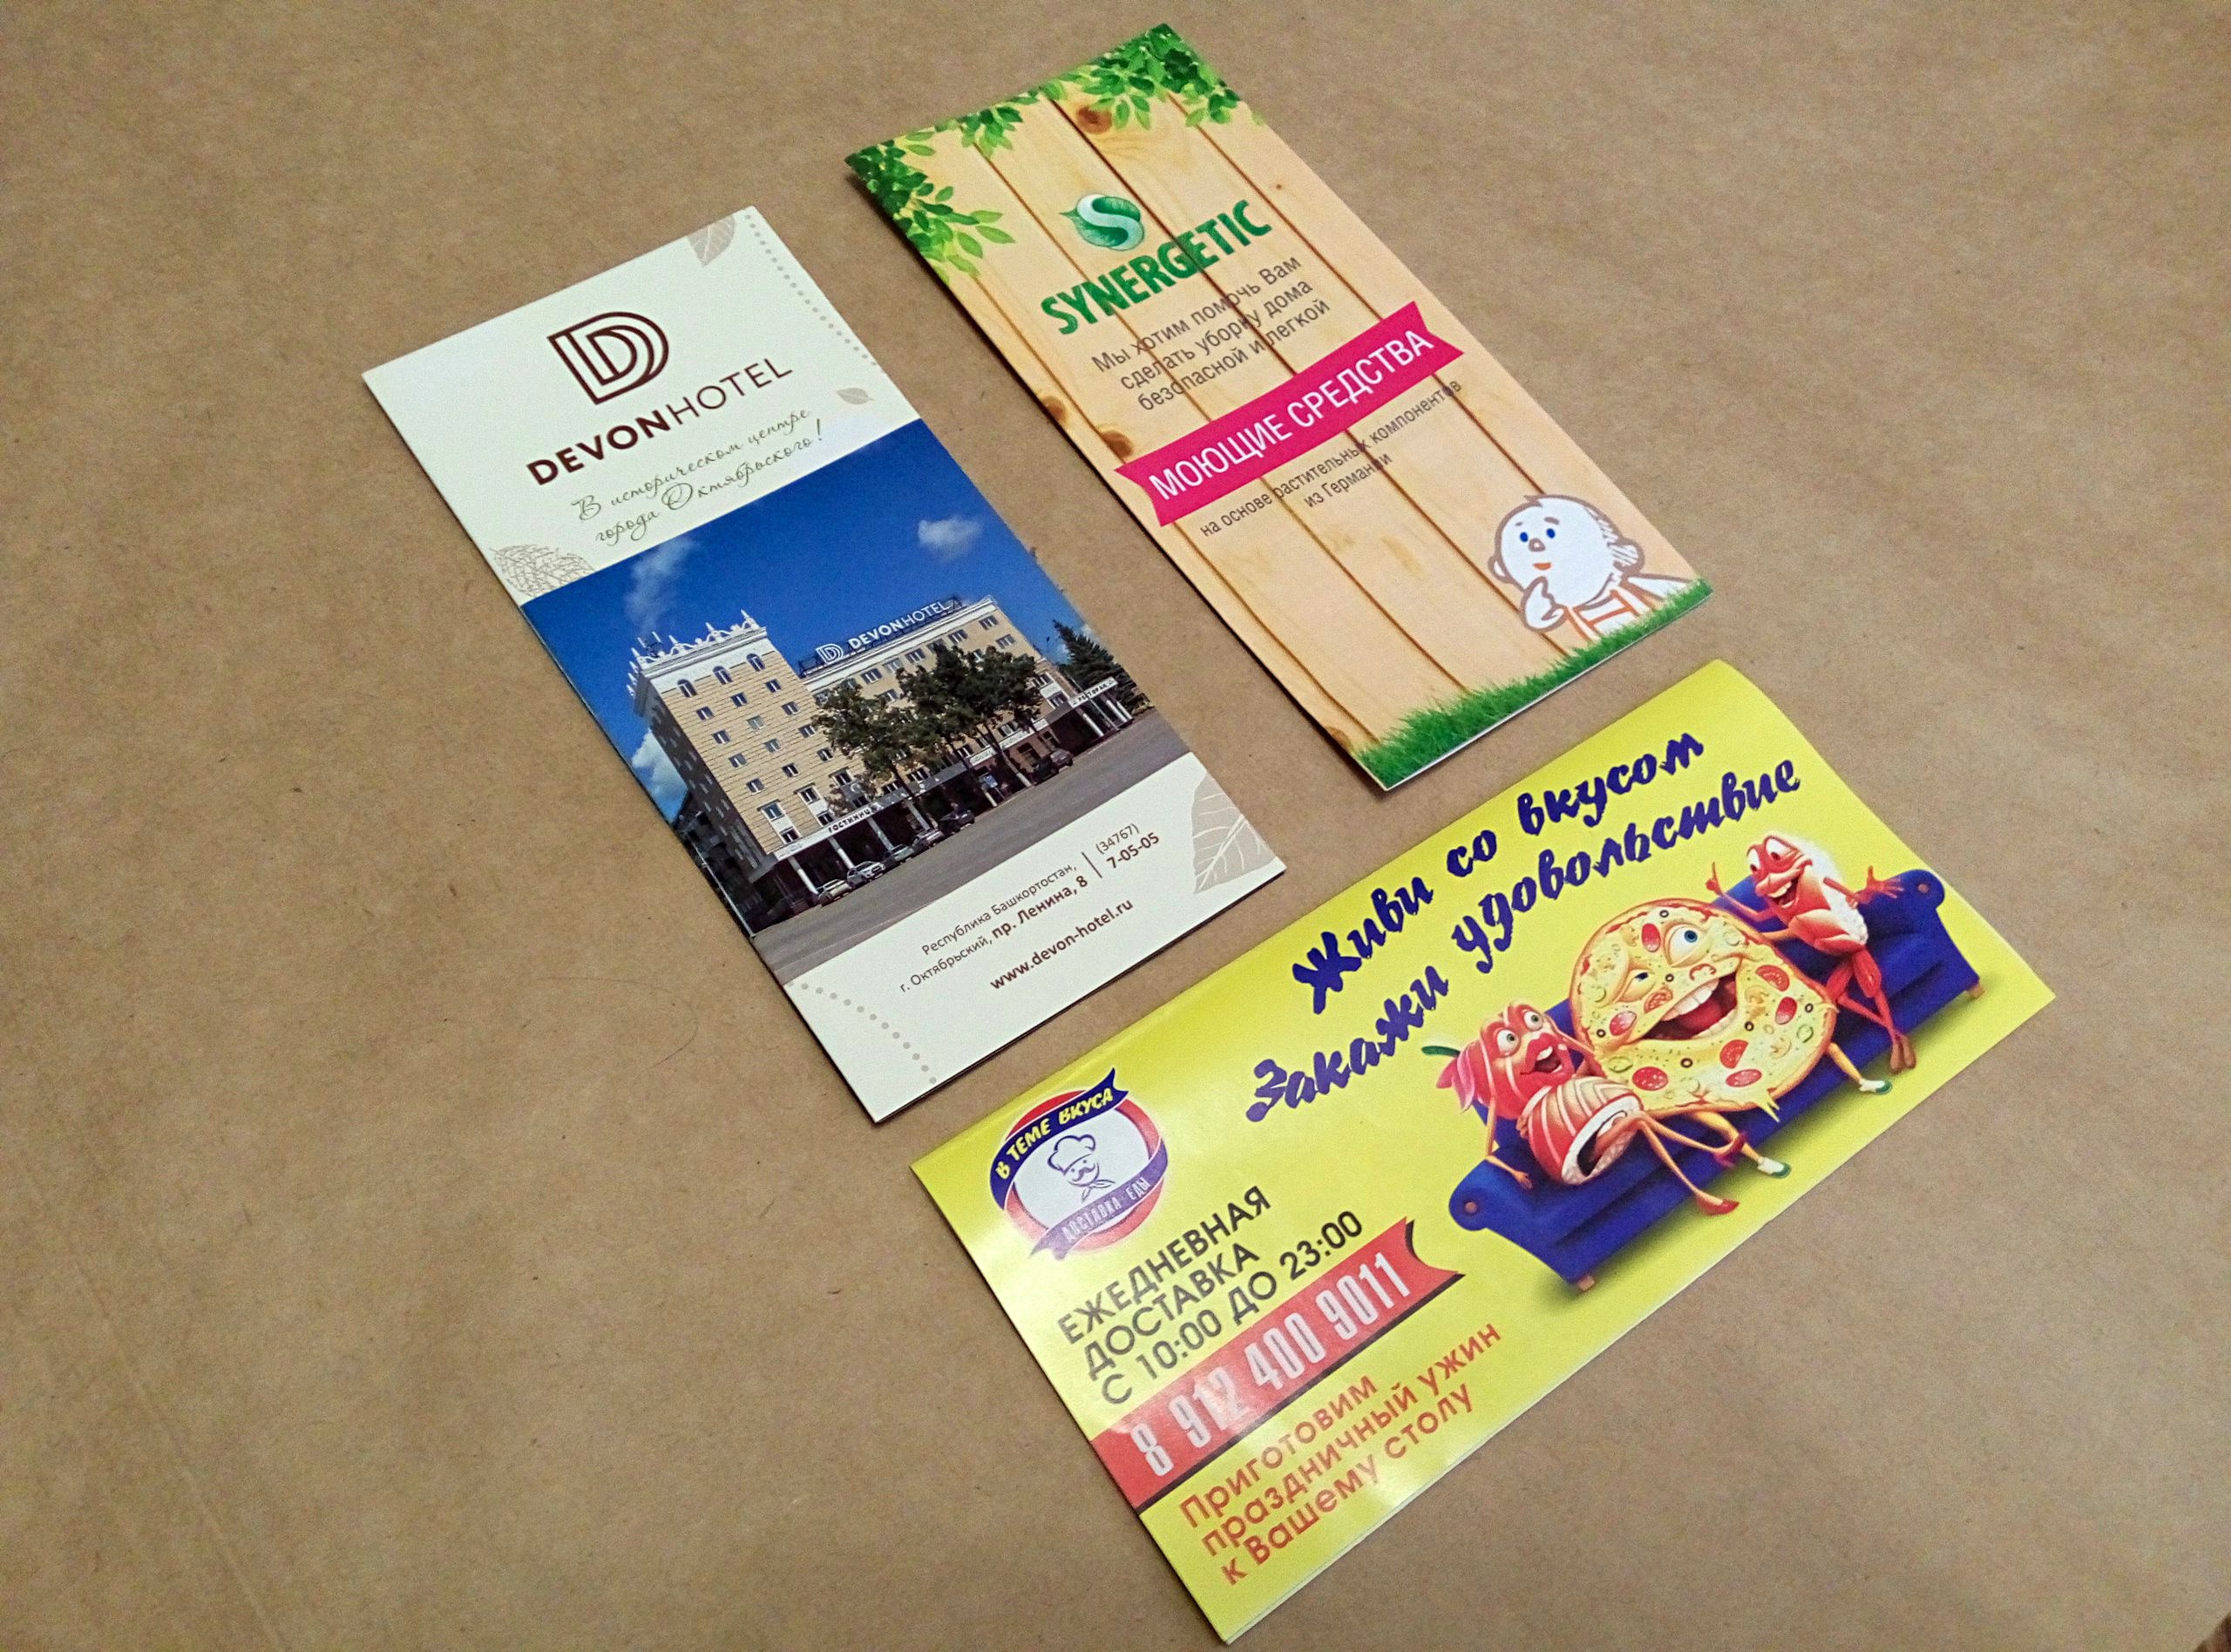 DEVONHOTEL
В историческом центре
города Октябрьского!
DEVONHOTEL
ГОСТИНИЦА
РЕСТОРАН
Республика Башкортостан,
г. Октябрьский, пр. Ленина, 8
(34767)
7-05-05
www.devon-hotel.ru
SYNERGETIC
Мы хотим помочь Вам
сделать уборку дома
безопасной и легкой
МОЮЩИЕ СРЕДСТВА
на основе растительных компонентов
из Германии
Живи со вкусом
Закажи удовольствие
В ТЕМЕ ВКУСА
ДОСТАВКА ЕДЫ
ЕЖЕДНЕВНАЯ
ДОСТАВКА
С 10:00 ДО 23:00
8 912 400 9011
Приготовим
праздничный ужин
к Вашему столу